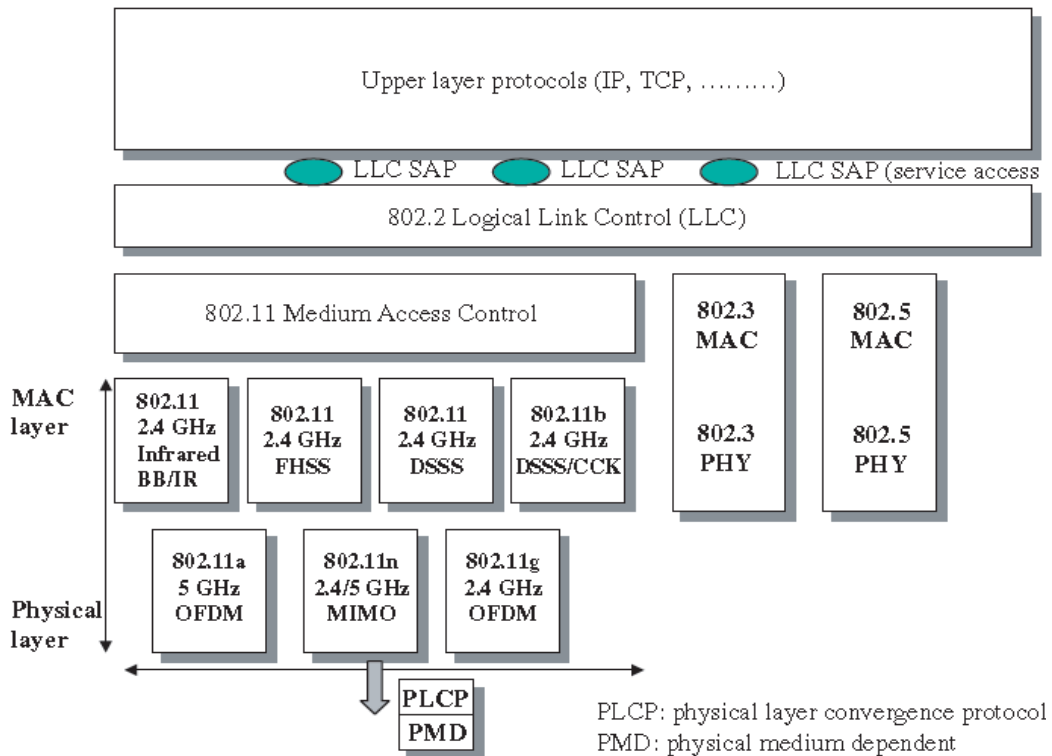 Upper layer protocols (IP, TCP, ………)
LLC SAP LLC SAP LLC SAP (service access
802.2 Logical Link Control (LLC)
802.11 Medium Access Control
802.3
MAC
802.3
PHY
802.5
MAC
802.5
PHY
MAC
layer
802.11
2.4 GHz
Infrared
BB/IR
802.11
2.4 GHz
FHSS
802.11
2.4 GHz
DSSS
802.11b
2.4 GHz
DSSS/CCK
802.11a
5 GHz
OFDM
802.11n
2.4/5 GHz
MIMO
802.11g
2.4 GHz
OFDM
Physical
layer
PLCP
PMD
PLCP: physical layer convergence protocol
PMD: physical medium dependent